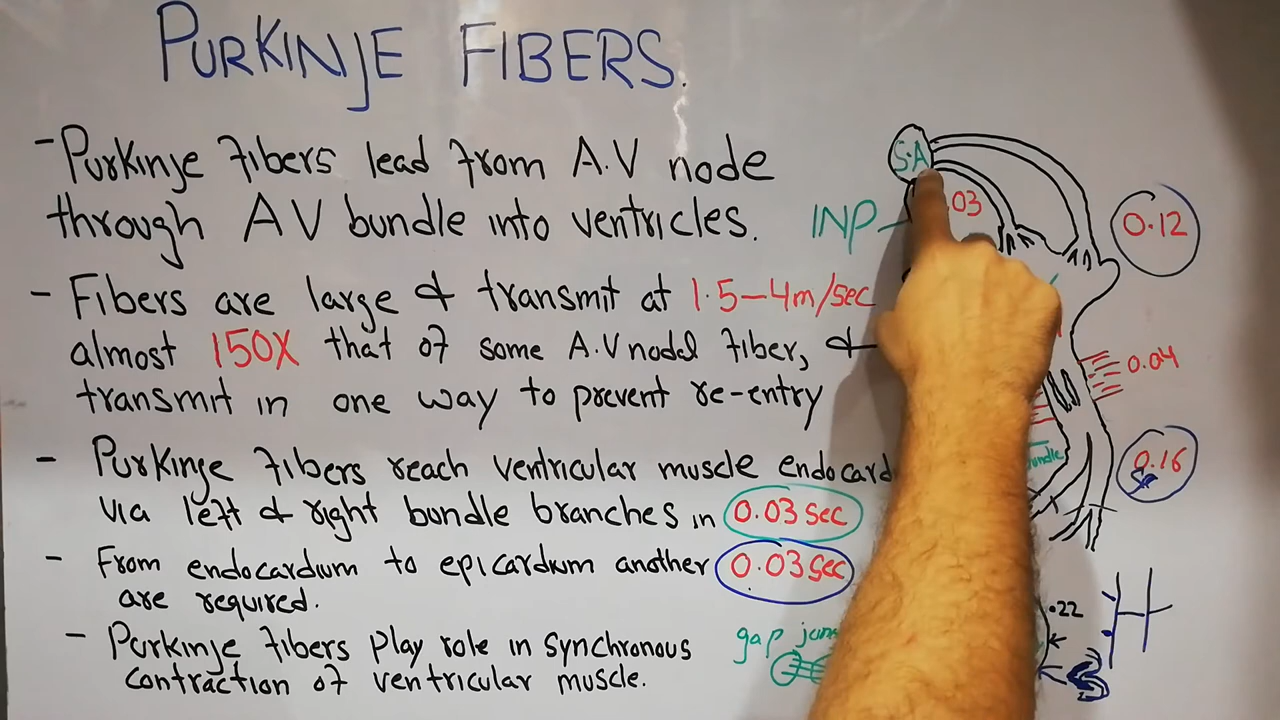 PURKINJE FIBERS.
- Purkinje Fibers lead from A.V node
through AV bundle into ventricles.
- Fibers are large & transmit at 1.5-4m/sec
almost 150X that of some A.V nodal Fiber, &
transmit in one way to prevent re-entry
- Purkinje Fibers reach ventricular muscle endocard
via left & right bundle branches in 0.03 sec
- From endocardium to epicardium another 0.03 sec
are required.
- Purkinje Fibers play role in synchronous
contraction of ventricular muscle.
S.A
INP
.03
0.12
0.04
0.16
.22
gap